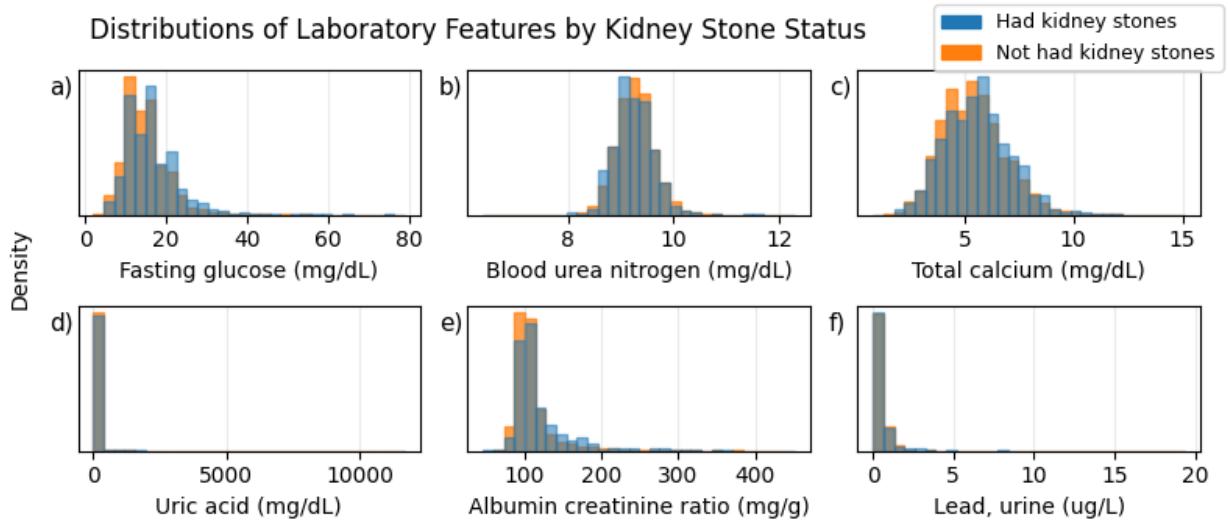 Distributions of Laboratory Features by Kidney Stone Status
Had kidney stones
Not had kidney stones
a)
b)
c)
0 20 40 60 80
8 10 12
5 10 15
Fasting glucose (mg/dL)
Blood urea nitrogen (mg/dL)
Total calcium (mg/dL)
Density
d)
e)
f)
0 5000 10000
100 200 300 400
0 5 10 15 20
Uric acid (mg/dL)
Albumin creatinine ratio (mg/g)
Lead, urine (ug/L)